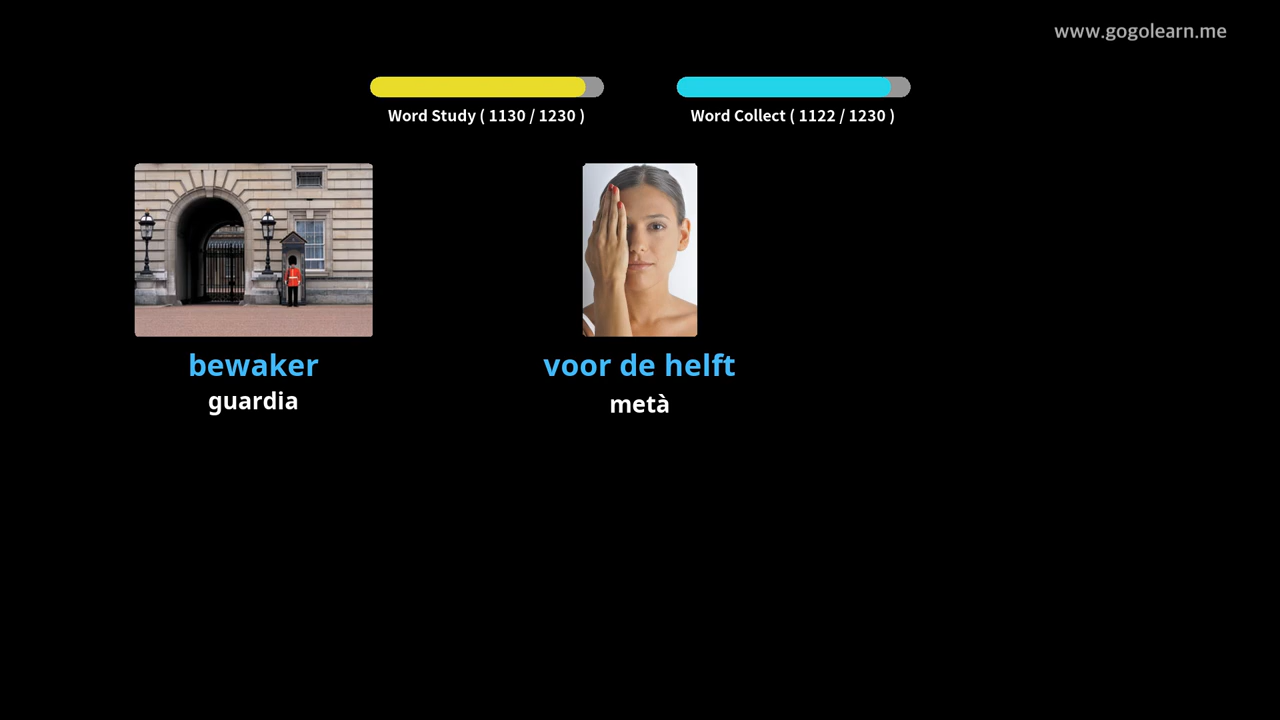 www.gogolearn.me
Word Study ( 1130 / 1230 )
Word Collect ( 1122 / 1230 )
bewaker
guardia
voor de helft
metà